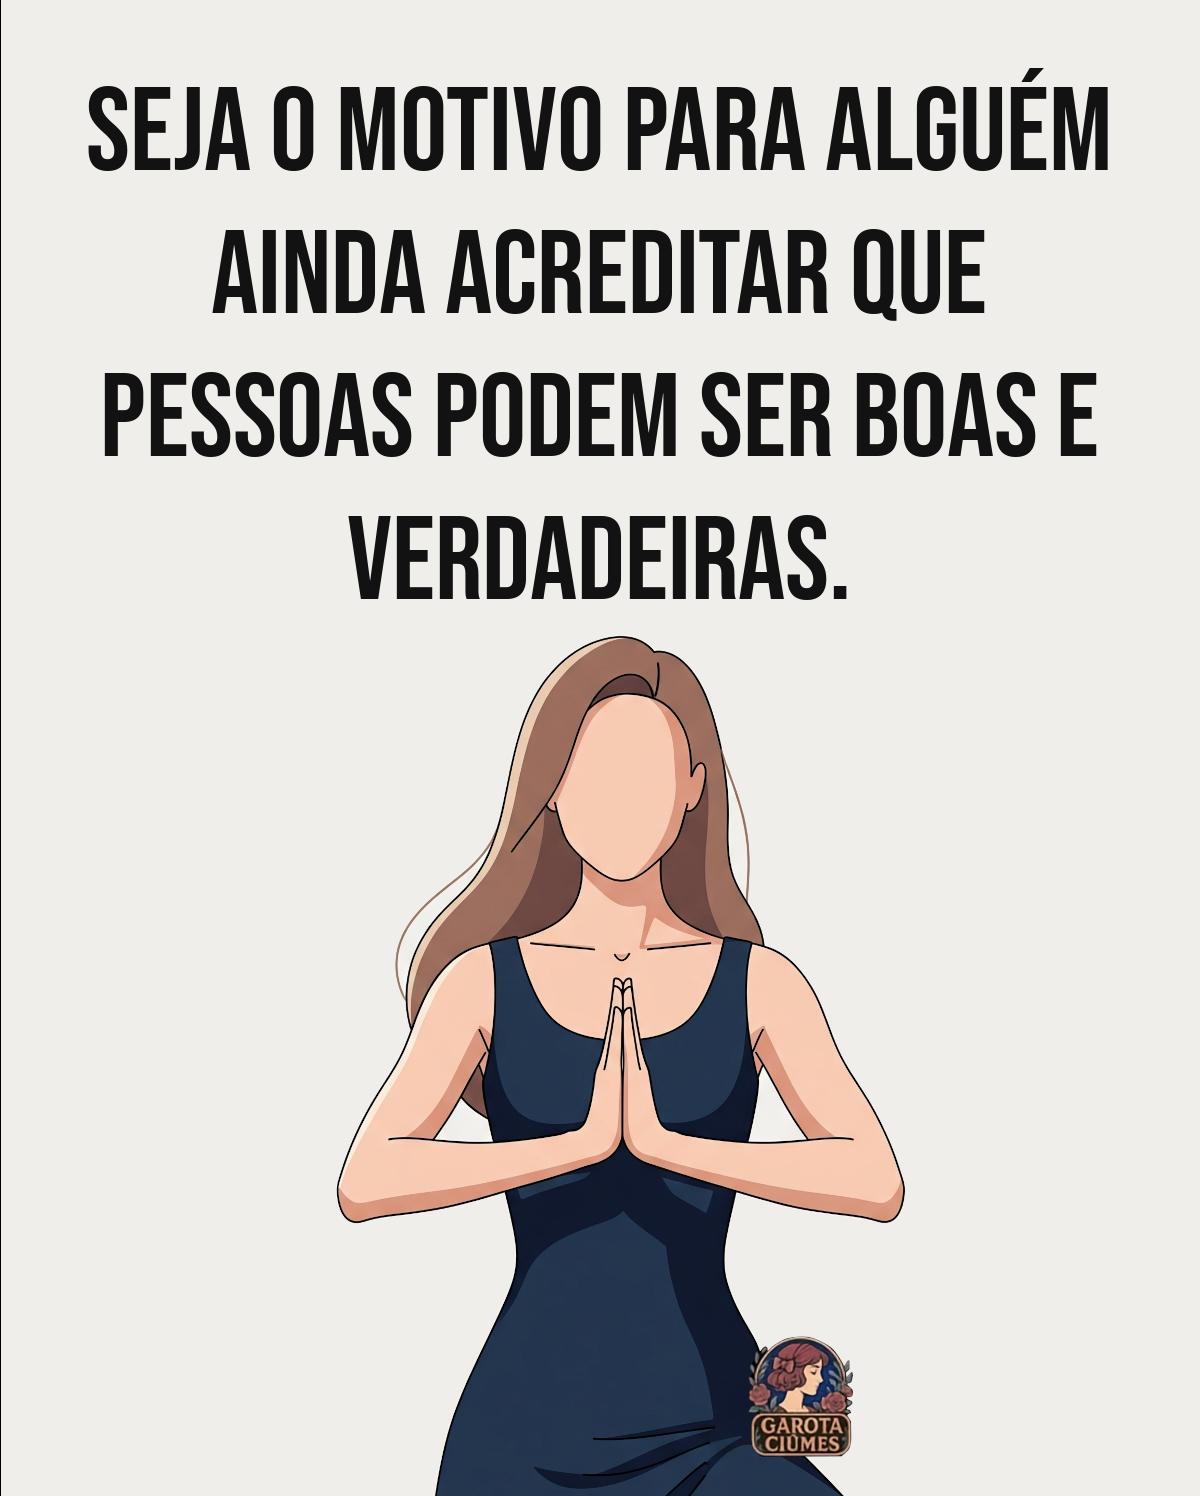 SEJA O MOTIVO PARA ALGUÉM
AINDA ACREDITAR QUE
PESSOAS PODEM SER BOAS E
VERDADEIRAS.
GAROTA
CIÚMES